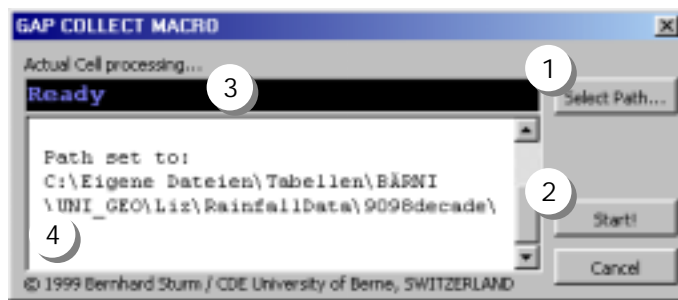 GAP COLLECT MACRO
Actual Cell processing...
1
3
Ready
Select Path...
Path set to:
C:\Eigene Dateien\Tabellen\BÄRNI
\UNI_GEO\Liz\RainfallData\9098decade\
2
Start!
4
Cancel
© 1999 Bernhard Sturm / CDE University of Berne, SWITZERLAND